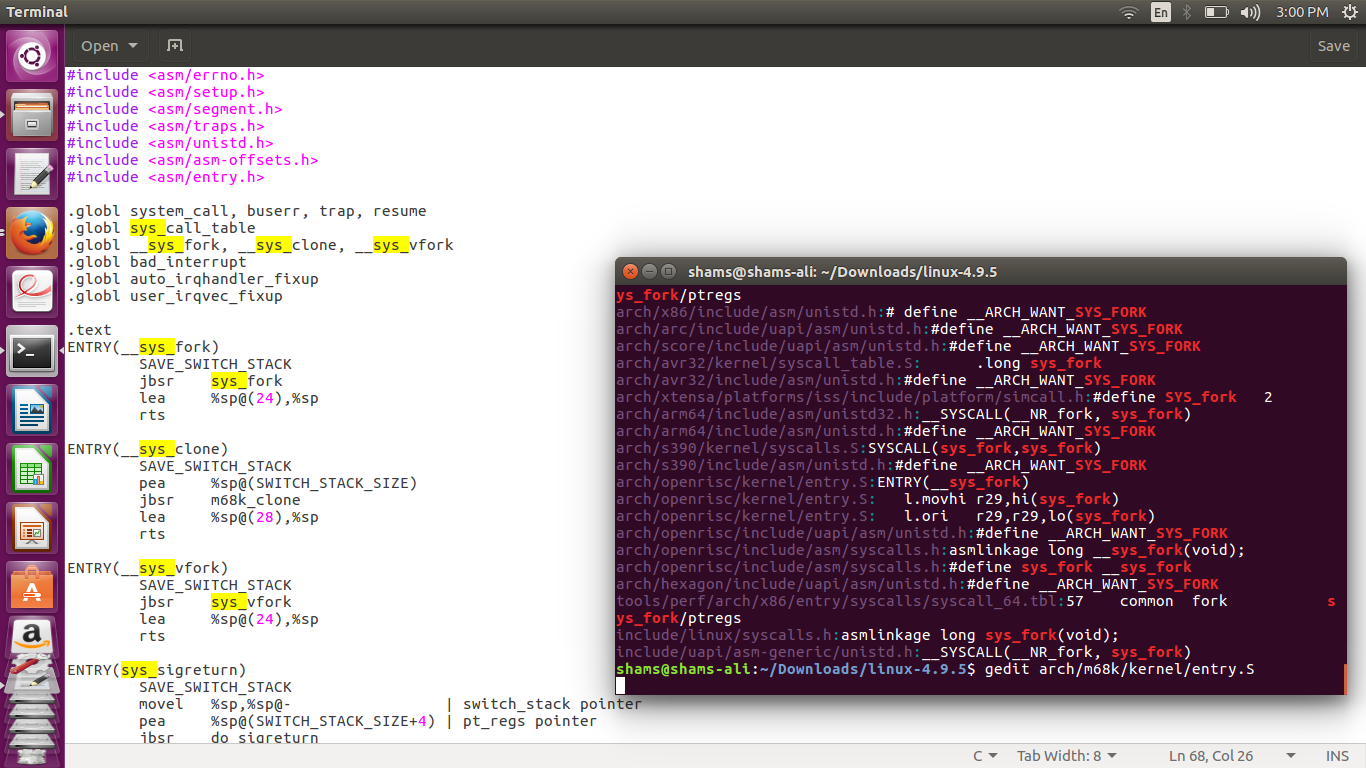 Terminal
En
3:00 PM
Open
Save
#include <asm/errno.h>
#include <asm/setup.h>
#include <asm/segment.h>
#include <asm/traps.h>
#include <asm/unistd.h>
#include <asm/asm-offsets.h>
#include <asm/entry.h>
.globl system_call, buserr, trap, resume
.globl sys_call_table
.globl __sys_fork, __sys_clone, __sys_vfork
.globl bad_interrupt
.globl auto_irqhandler_fixup
.globl user_irqvec_fixup
.text
ENTRY(__sys_fork)
SAVE_SWITCH_STACK
jbsr sys_fork
lea %sp@(24),%sp
rts
ENTRY(__sys_clone)
SAVE_SWITCH_STACK
pea %sp@(SWITCH_STACK_SIZE)
jbsr m68k_clone
lea %sp@(28),%sp
rts
ENTRY(__sys_vfork)
SAVE_SWITCH_STACK
jbsr sys_vfork
lea %sp@(24),%sp
rts
ENTRY(sys_sigreturn)
SAVE_SWITCH_STACK
movel %sp,%sp@- | switch_stack pointer
pea %sp@(SWITCH_STACK_SIZE+4) | pt_regs pointer
jbsr do_sigreturn
shams@shams-ali: ~/Downloads/linux-4.9.5
ys_fork/ptregs
arch/x86/include/asm/unistd.h:# define __ARCH_WANT_SYS_FORK
arch/arc/include/uapi/asm/unistd.h:#define __ARCH_WANT_SYS_FORK
arch/score/include/uapi/asm/unistd.h:#define __ARCH_WANT_SYS_FORK
arch/avr32/kernel/syscall_table.S: .long sys_fork
arch/avr32/include/asm/unistd.h:#define __ARCH_WANT_SYS_FORK
arch/xtensa/platforms/iss/include/platform/simcall.h:#define SYS_fork 2
arch/arm64/include/asm/unistd32.h:__SYSCALL(__NR_fork, sys_fork)
arch/arm64/include/asm/unistd.h:#define __ARCH_WANT_SYS_FORK
arch/s390/kernel/syscalls.S:SYSCALL(sys_fork,sys_fork)
arch/s390/include/asm/unistd.h:#define __ARCH_WANT_SYS_FORK
arch/openrisc/kernel/entry.S:ENTRY(__sys_fork)
arch/openrisc/kernel/entry.S: l.movhi r29,hi(sys_fork)
arch/openrisc/kernel/entry.S: l.ori r29,r29,lo(sys_fork)
arch/openrisc/include/uapi/asm/unistd.h:#define __ARCH_WANT_SYS_FORK
arch/openrisc/include/asm/syscalls.h:asmlinkage long __sys_fork(void);
arch/openrisc/include/asm/syscalls.h:#define sys_fork __sys_fork
arch/hexagon/include/uapi/asm/unistd.h:#define __ARCH_WANT_SYS_FORK
tools/perf/arch/x86/entry/syscalls/syscall_64.tbl:57 common fork s
ys_fork/ptregs
include/linux/syscalls.h:asmlinkage long sys_fork(void);
include/uapi/asm-generic/unistd.h:__SYSCALL(__NR_fork, sys_fork)
shams@shams-ali:~/Downloads/linux-4.9.5$ gedit arch/m68k/kernel/entry.S
C
Tab Width: 8
Ln 68, Col 26
INS